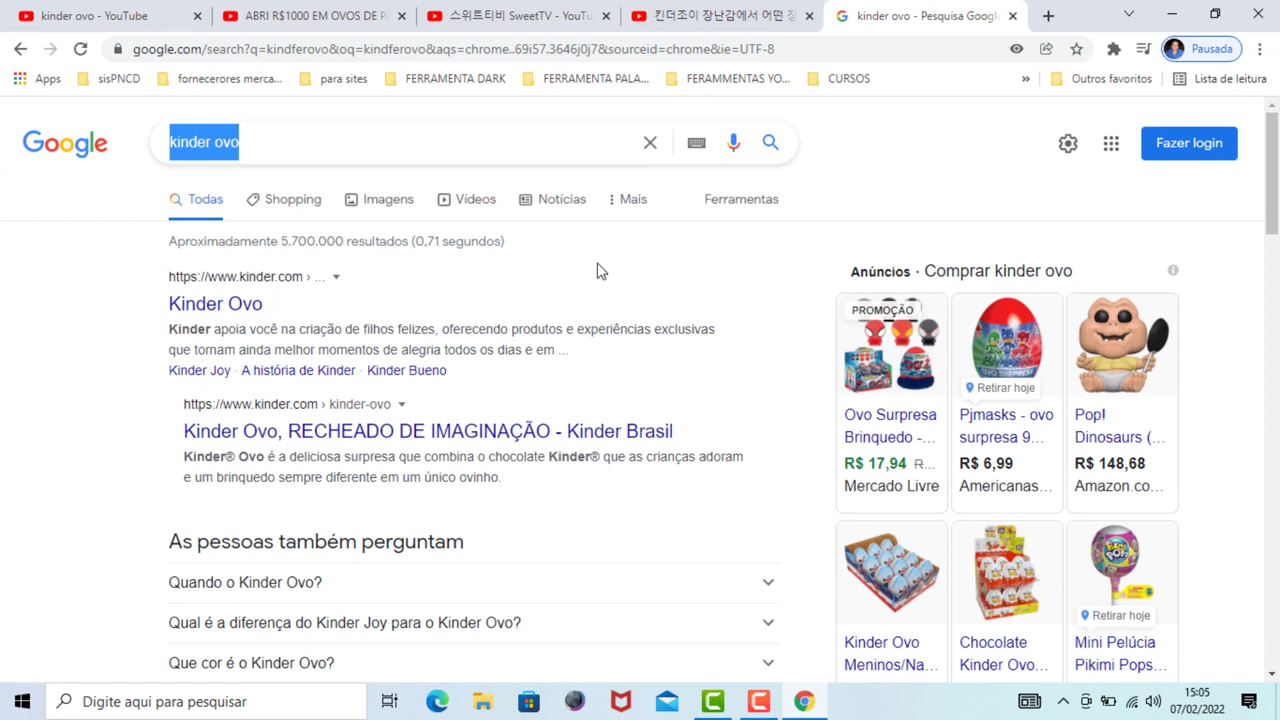 kinder ovo - YouTube
ABRI R$1000 EM OVOS DE PÁ
스위트티비 SweetTV - YouTu
킨더조이 장난감에서 어떤 장
kinder ovo - Pesquisa Google
google.com/search?q=kindferovo&oq=kindferovo&aqs=chrome..69i57.3646j0j7&sourceid=chrome&ie=UTF-8
Pausada
Apps
sisPNCD
fornecerores merca...
para sites
FERRAMENTA DARK
FERRAMENTA PALA...
FERAMMENTAS YO...
CURSOS
»
Outros favoritos
Lista de leitura
Google
kinder ovo
Fazer login
Todas
Shopping
Imagens
Vídeos
Notícias
Mais
Ferramentas
Aproximadamente 5.700.000 resultados (0,71 segundos)
https://www.kinder.com › ...
Kinder Ovo
Kinder apoia você na criação de filhos felizes, oferecendo produtos e experiências exclusivas
que tornam ainda melhor momentos de alegria todos os dias e em ...
Kinder Joy · A história de Kinder · Kinder Bueno
https://www.kinder.com › kinder-ovo
Kinder Ovo, RECHEADO DE IMAGINAÇÃO - Kinder Brasil
Kinder® Ovo é a deliciosa surpresa que combina o chocolate Kinder® que as crianças adoram
e um brinquedo sempre diferente em um único ovinho.
As pessoas também perguntam
Quando o Kinder Ovo?
Qual é a diferença do Kinder Joy para o Kinder Ovo?
Que cor é o Kinder Ovo?
Anúncios · Comprar kinder ovo
PROMOÇÃO
Ovo Surpresa
Brinquedo -...
R$ 17,94 R...
Mercado Livre
Retirar hoje
Pjmasks - ovo
surpresa 9...
R$ 6,99
Americanas...
Pop!
Dinosaurs (...
R$ 148,68
Amazon.co...
Kinder Ovo
Meninos/Na...
Chocolate
Kinder Ovo...
Retirar hoje
Mini Pelúcia
Pikimi Pops...
Digite aqui para pesquisar
15:05
07/02/2022